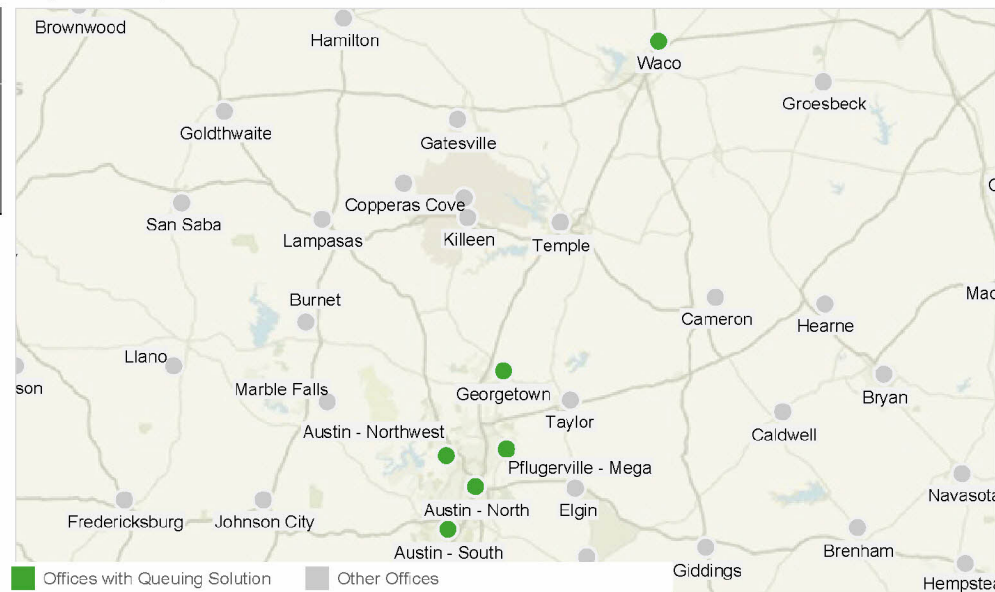 Brownwood
Hamilton
Waco
Groesbeck
Goldthwaite
Gatesville
Copperas Cove
San Saba
Lampasas
Killeen
Temple
Burnet
Mac
Cameron
Hearne
Llano
son
Marble Falls
Georgetown
Bryan
Taylor
Austin - Northwest
Caldwell
Pflugerville - Mega
Navasota
Austin - North
Elgin
Fredericksburg
Johnson City
Austin - South
Brenham
Giddings
Offices with Queuing Solution
Other Offices
Hempstea